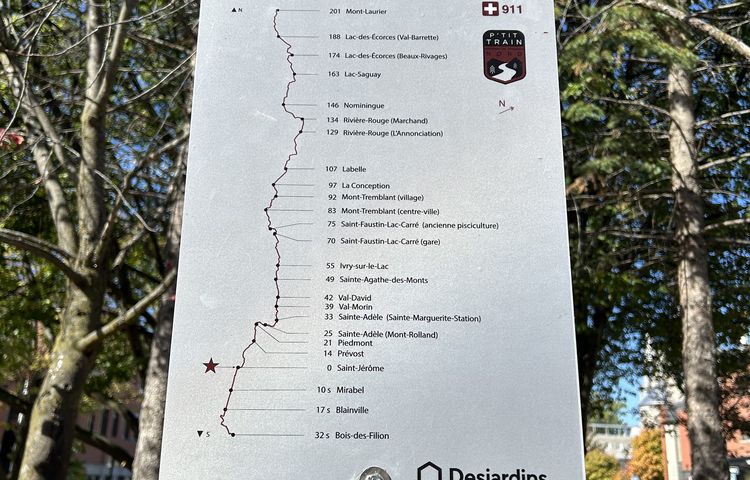 ▲ N
201 Mont-Laurier
911
188 Lac-des-Écorces (Val-Barrette)
P'TIT
TRAIN
NORD
174 Lac-des-Écorces (Beaux-Rivages)
163 Lac-Saguay
N
146 Nominingue
134 Rivière-Rouge (Marchand)
129 Rivière-Rouge (L'Annonciation)
107 Labelle
97 La Conception
92 Mont-Tremblant (village)
83 Mont-Tremblant (centre-ville)
75 Saint-Faustin-Lac-Carré (ancienne pisciculture)
70 Saint-Faustin-Lac-Carré (gare)
55 Ivry-sur-le-Lac
49 Sainte-Agathe-des-Monts
42 Val-David
39 Val-Morin
33 Sainte-Adèle (Sainte-Marguerite-Station)
25 Sainte-Adèle (Mont-Rolland)
21 Piedmont
14 Prévost
0 Saint-Jérôme
10 s Mirabel
17 s Blainville
▼ S
32 s Bois-des-Filion
Desjardins